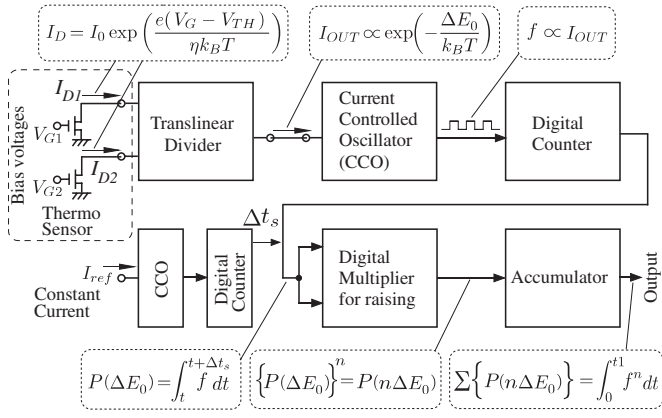 I_D = I_0 exp( e(V_G − V_TH) / ηk_BT )
I_OUT ∝ exp( − ΔE_0 / k_BT )
f ∝ I_OUT
Bias voltages
I_D1
V_G1
I_D2
V_G2
Thermo
Sensor
Translinear
Divider
Current
Controlled
Oscillator
(CCO)
Digital
Counter
I_ref
Constant
Current
CCO
Digital
Counter
Δt_s
Digital
Multiplier
for raising
Accumulator
Output
P(ΔE_0) = ∫_t^{t+Δt_s} f dt
{P(ΔE_0)}^n = P(nΔE_0)
∑{P(nΔE_0)} = ∫_0^{t1} f^n dt